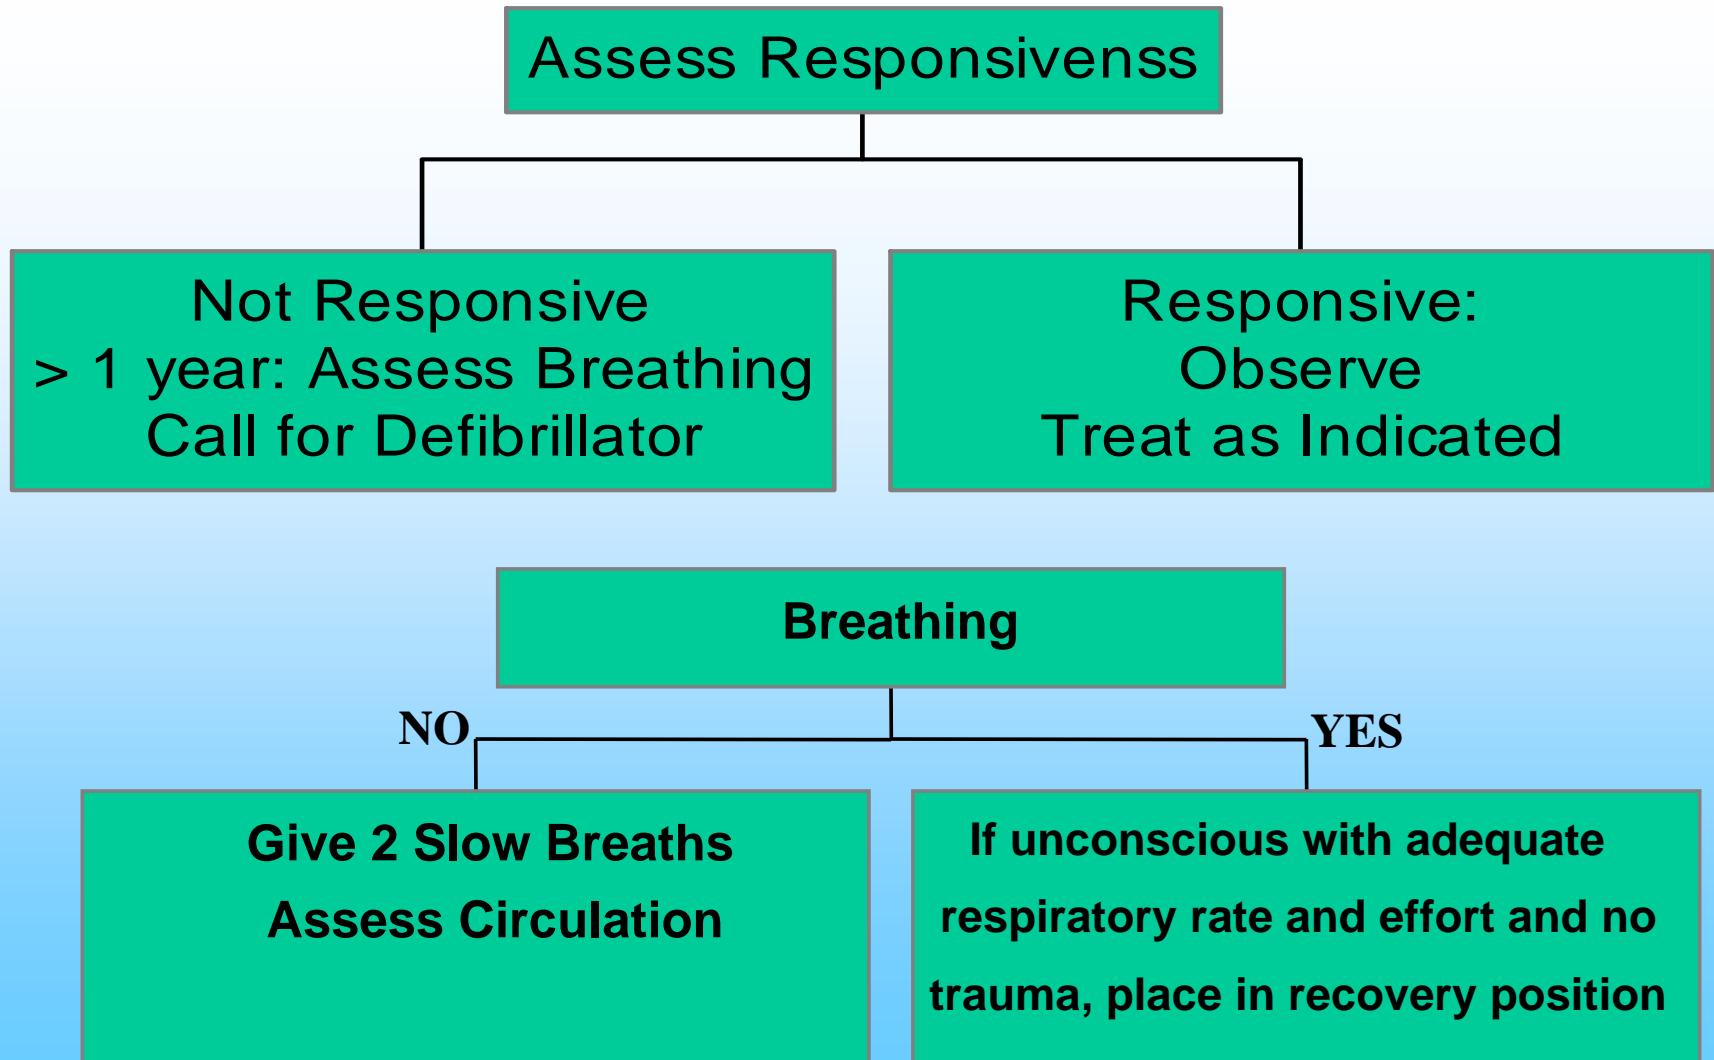 Assess Responsivenss
Not Responsive
> 1 year: Assess Breathing
Call for Defibrillator
Responsive:
Observe
Treat as Indicated
Breathing
NO
YES
Give 2 Slow Breaths
Assess Circulation
If unconscious with adequate
respiratory rate and effort and no
trauma, place in recovery position